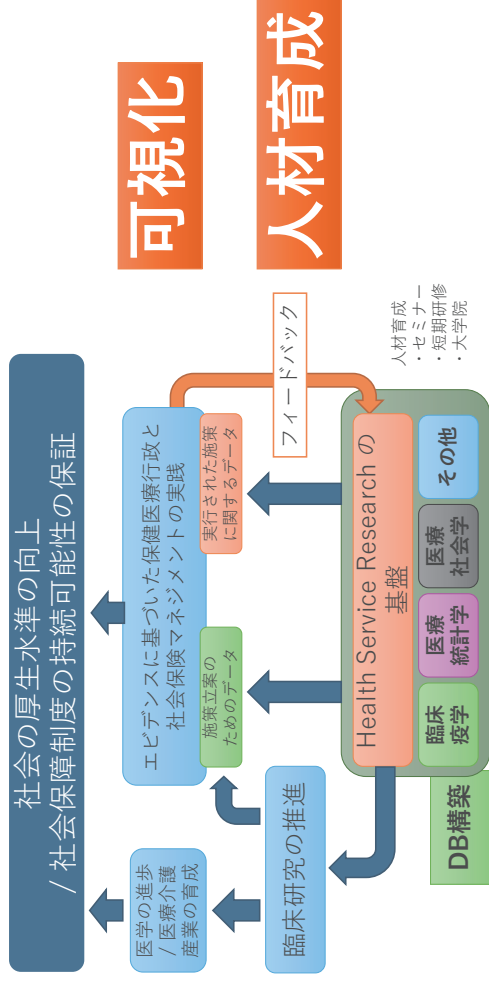 社会の厚生水準の向上
/ 社会保障制度の持続可能性の保証
医学の進歩
/ 医療介護
産業の育成
エビデンスに基づいた保健医療行政と
社会保険マネジメントの実践
施策立案の
ためのデータ
実行された施策
に関するデータ
可視化
臨床研究の推進
フィードバック
人材育成
Health Service Research の
基盤
臨床
疫学
医療
統計学
医療
社会学
その他
DB構築
人材育成
・セミナー
・短期研修
・大学院